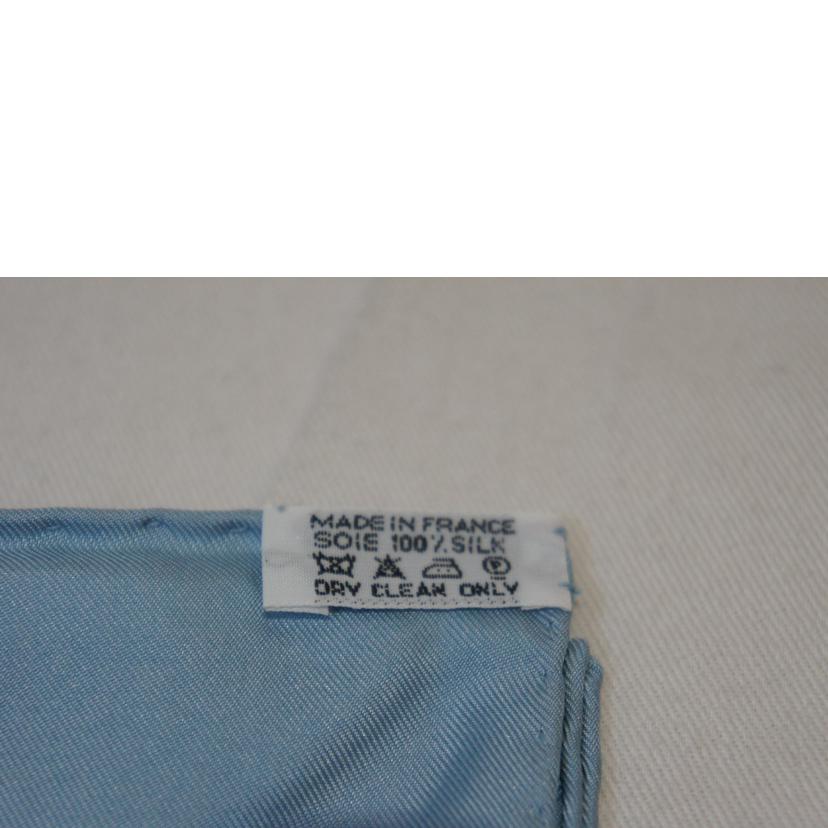 MADE IN FRANCE
SOIE 100% SILK
DRY CLEAN ONLY